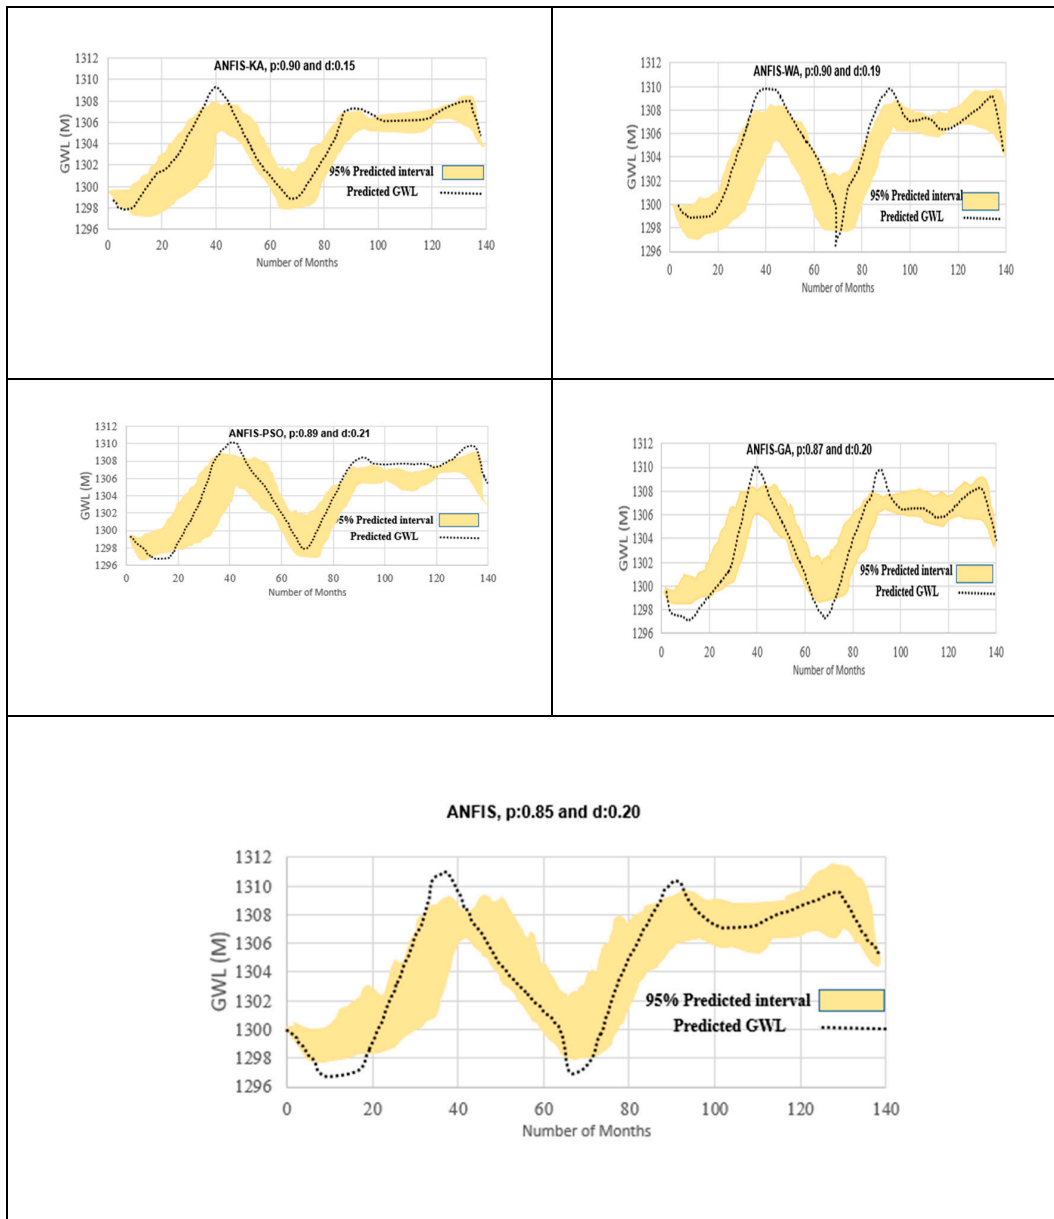 ANFIS-KA, p:0.90 and d:0.15
1312
1310
1308
1306
1304
1302
1300
1298
1296
GWL (M)
95% Predicted interval
Predicted GWL
0 20 40 60 80 100 120 140
Number of Months
ANFIS-WA, p:0.90 and d:0.19
1312
1310
1308
1306
1304
1302
1300
1298
1296
GWL (M)
95% Predicted interval
Predicted GWL
0 20 40 60 80 100 120 140
Number of Months
ANFIS-PSO, p:0.89 and d:0.21
1312
1310
1308
1306
1304
1302
1300
1298
1296
GWL (M)
5% Predicted interval
Predicted GWL
0 20 40 60 80 100 120 140
Number of Months
ANFIS-GA, p:0.87 and d:0.20
1312
1310
1308
1306
1304
1302
1300
1298
1296
GWL (M)
95% Predicted interval
Predicted GWL
0 20 40 60 80 100 120 140
Number of Months
ANFIS, p:0.85 and d:0.20
1312
1310
1308
1306
1304
1302
1300
1298
1296
GWL (M)
95% Predicted interval
Predicted GWL
0 20 40 60 80 100 120 140
Number of Months